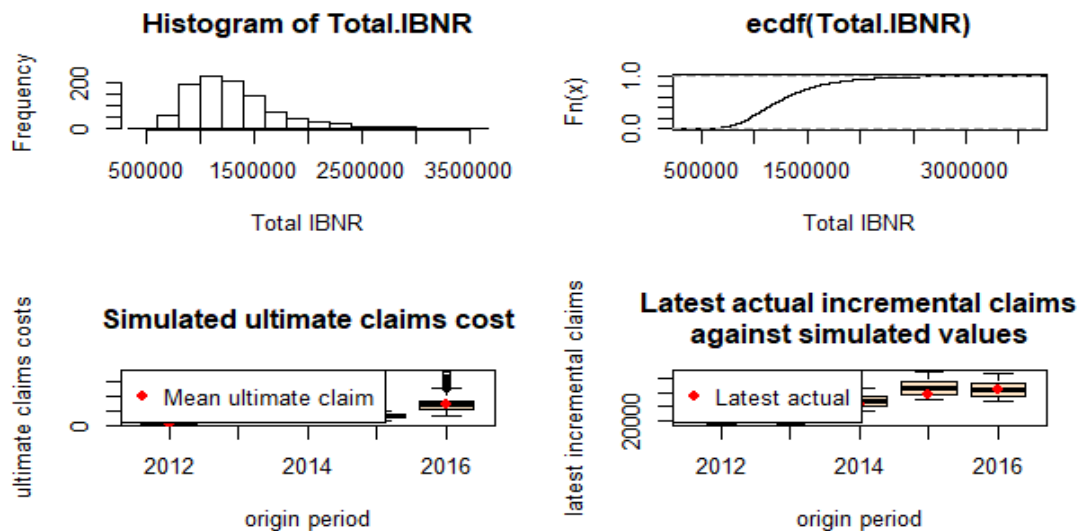 Histogram of Total.IBNR
Frequency
200
0
500000 1500000 2500000 3500000
Total IBNR
ecdf(Total.IBNR)
Fn(x)
1.0
0.0
500000 1500000 3000000
Total IBNR
Simulated ultimate claims cost
ultimate claims costs
Mean ultimate claim
0
2012 2014 2016
origin period
Latest actual incremental claims
against simulated values
latest incremental claims
Latest actual
20000
2012 2014 2016
origin period